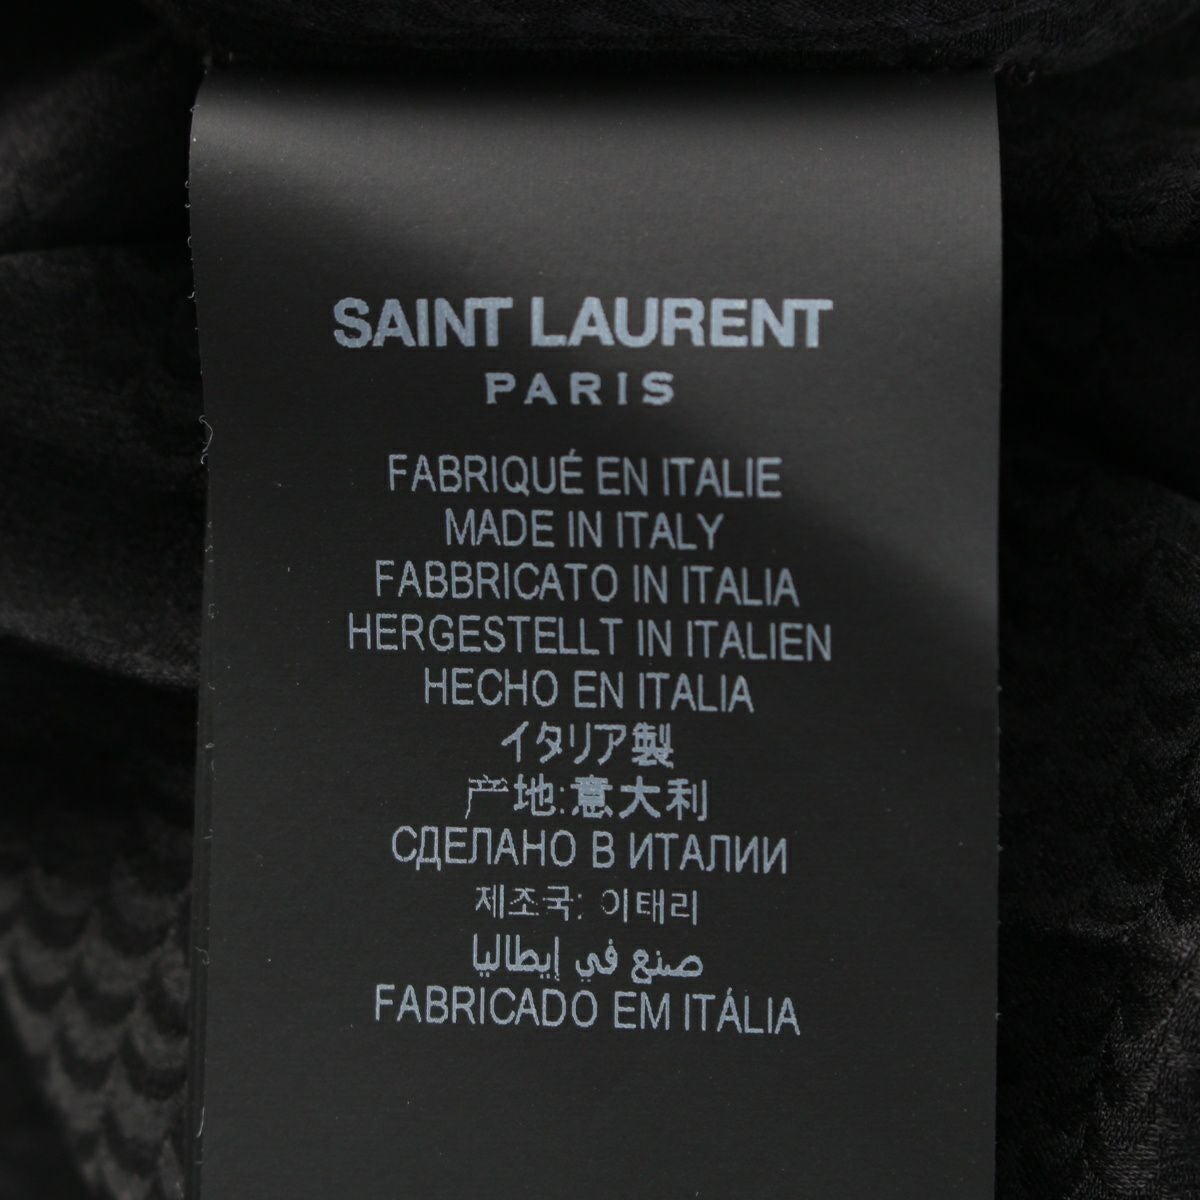 SAINT LAURENT
PARIS
FABRIQUÉ EN ITALIE
MADE IN ITALY
FABBRICATO IN ITALIA
HERGESTELLT IN ITALIEN
HECHO EN ITALIA
イタリア製
产地:意大利
СДЕЛАНО В ИТАЛИИ
제조국: 이태리
صنع في إيطاليا
FABRICADO EM ITÁLIA